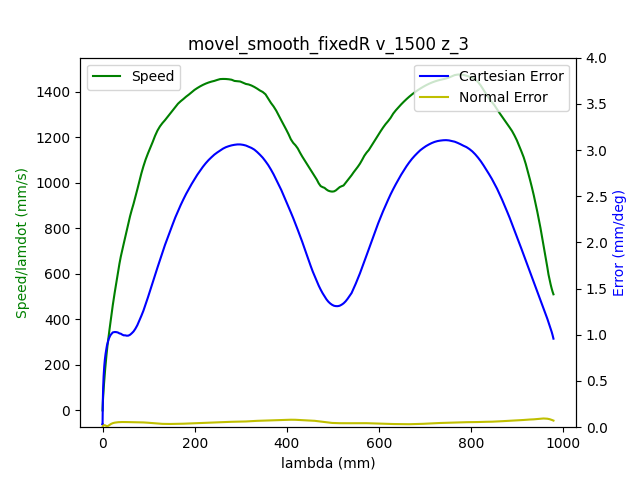 movel_smooth_fixedR v_1500 z_3
Speed
Cartesian Error
Normal Error
Speed/lamdot (mm/s)
1400
1200
1000
800
600
400
200
0
4.0
3.5
3.0
2.5
2.0
1.5
1.0
0.5
0.0
Error (mm/deg)
0 200 400 600 800 1000
lambda (mm)